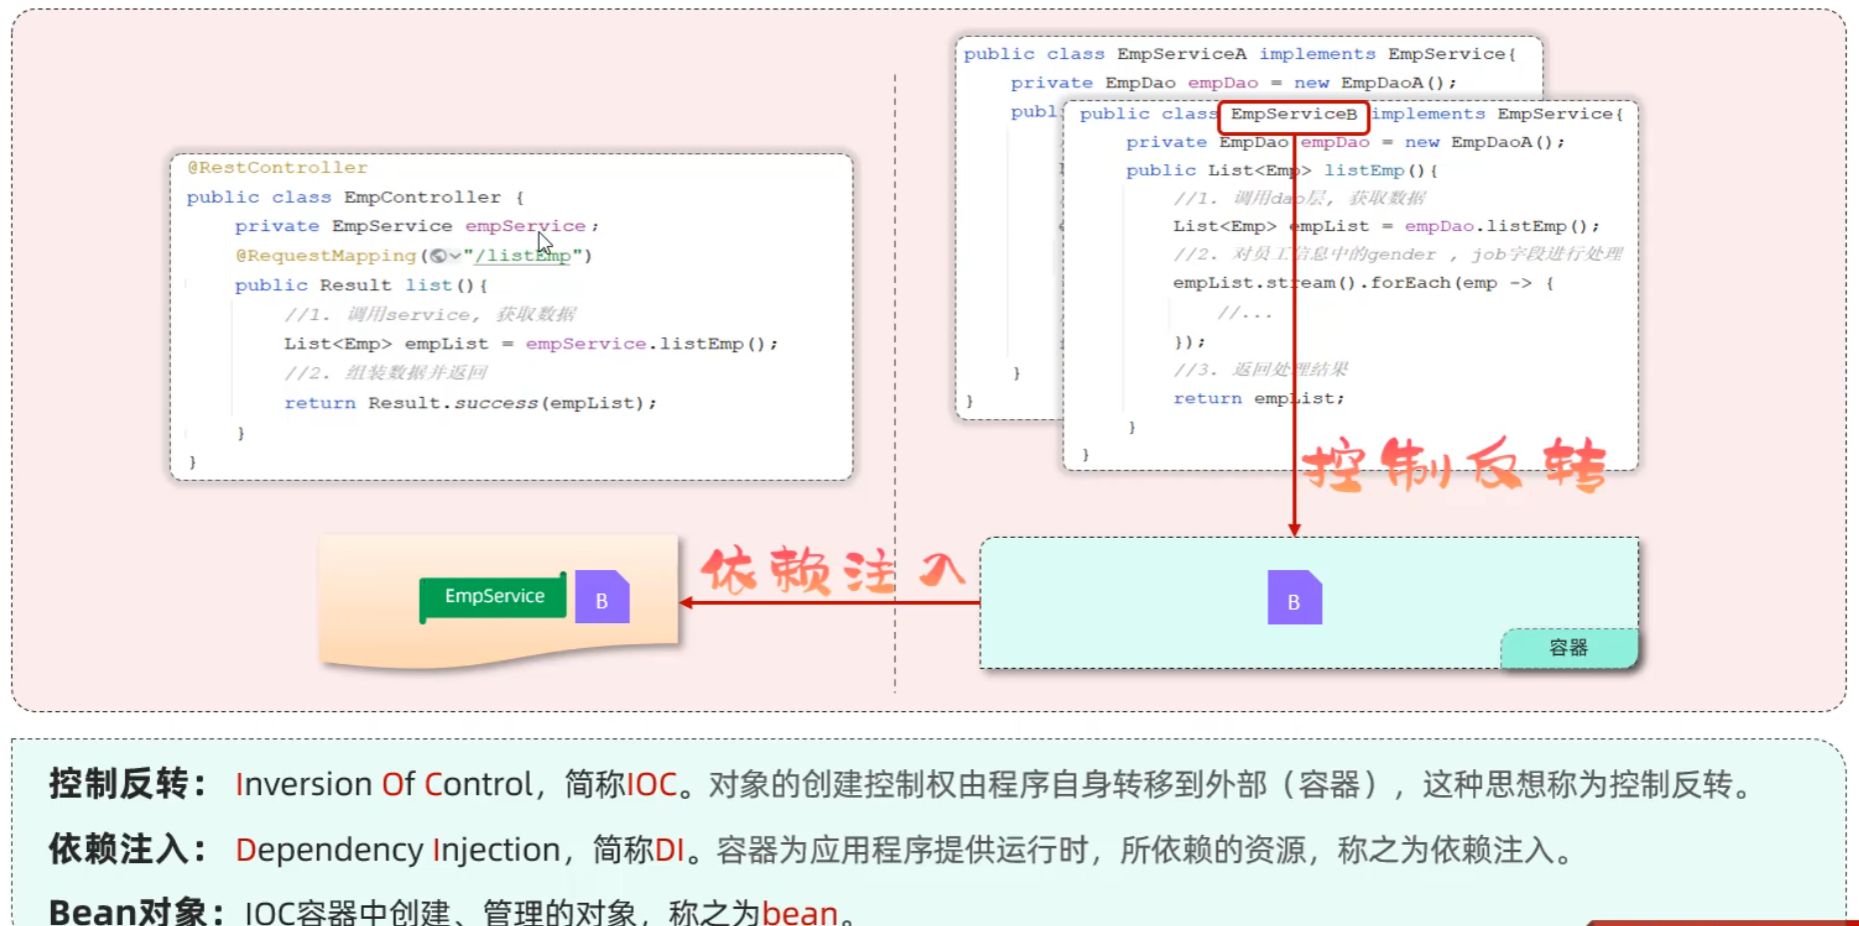 @RestController
public class EmpController {
private EmpService empService;
@RequestMapping("/listEmp")
public Result list(){
//1. 调用service, 获取数据
List<Emp> empList = empService.listEmp();
//2. 组装数据并返回
return Result.success(empList);
}
}
public class EmpServiceA implements EmpService{
private EmpDao empDao = new EmpDaoA();
publ
}
}
public class EmpServiceB implements EmpService{
private EmpDao empDao = new EmpDaoA();
public List<Emp> listEmp(){
//1. 调用dao层, 获取数据
List<Emp> empList = empDao.listEmp();
//2. 对员工信息中的gender , job字段进行处理
empList.stream().forEach(emp -> {
//...
});
//3. 返回处理结果
return empList;
}
}
控制反转
EmpService
B
依赖注入
B
容器
控制反转： Inversion Of Control，简称IOC。对象的创建控制权由程序自身转移到外部（容器），这种思想称为控制反转。
依赖注入： Dependency Injection，简称DI。容器为应用程序提供运行时，所依赖的资源，称之为依赖注入。
Bean对象：IOC容器中创建、管理的对象，称之为bean。